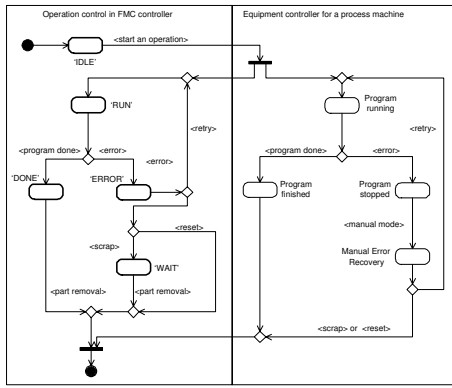 Operation control in FMC controller
Equipment controller for a process machine
<start an operation>
'IDLE'
'RUN'
Program
running
<retry>
<retry>
<program done>
<error>
<error>
<program done>
<error>
'DONE'
'ERROR'
Program
finished
Program
stopped
<manual mode>
<reset>
<scrap>
'WAIT'
Manual Error
Recovery
<part removal>
<part removal>
<scrap> or <reset>